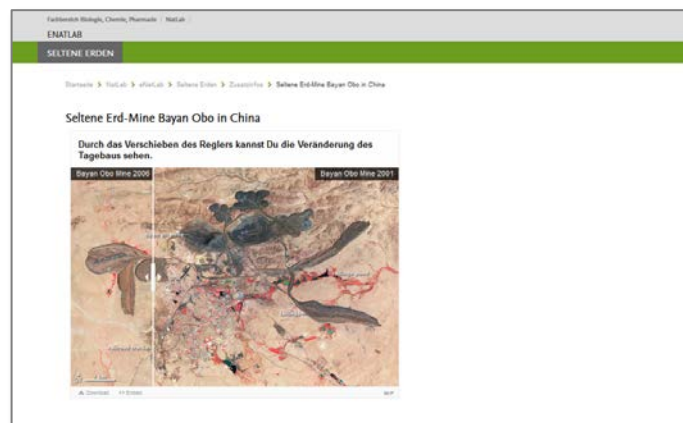 Fachbereich Biologie, Chemie, Pharmazie | NatLab
ENATLAB
SELTENE ERDEN
Startseite > NatLab > eNatLab > Seltene Erden > Zusatzinfos > Seltene Erd-Mine Bayan Obo in China
Seltene Erd-Mine Bayan Obo in China
Durch das Verschieben des Reglers kannst Du die Veränderung des
Tagebaus sehen.
Bayan Obo Mine 2006 Bayan Obo Mine 2001
Download Embed